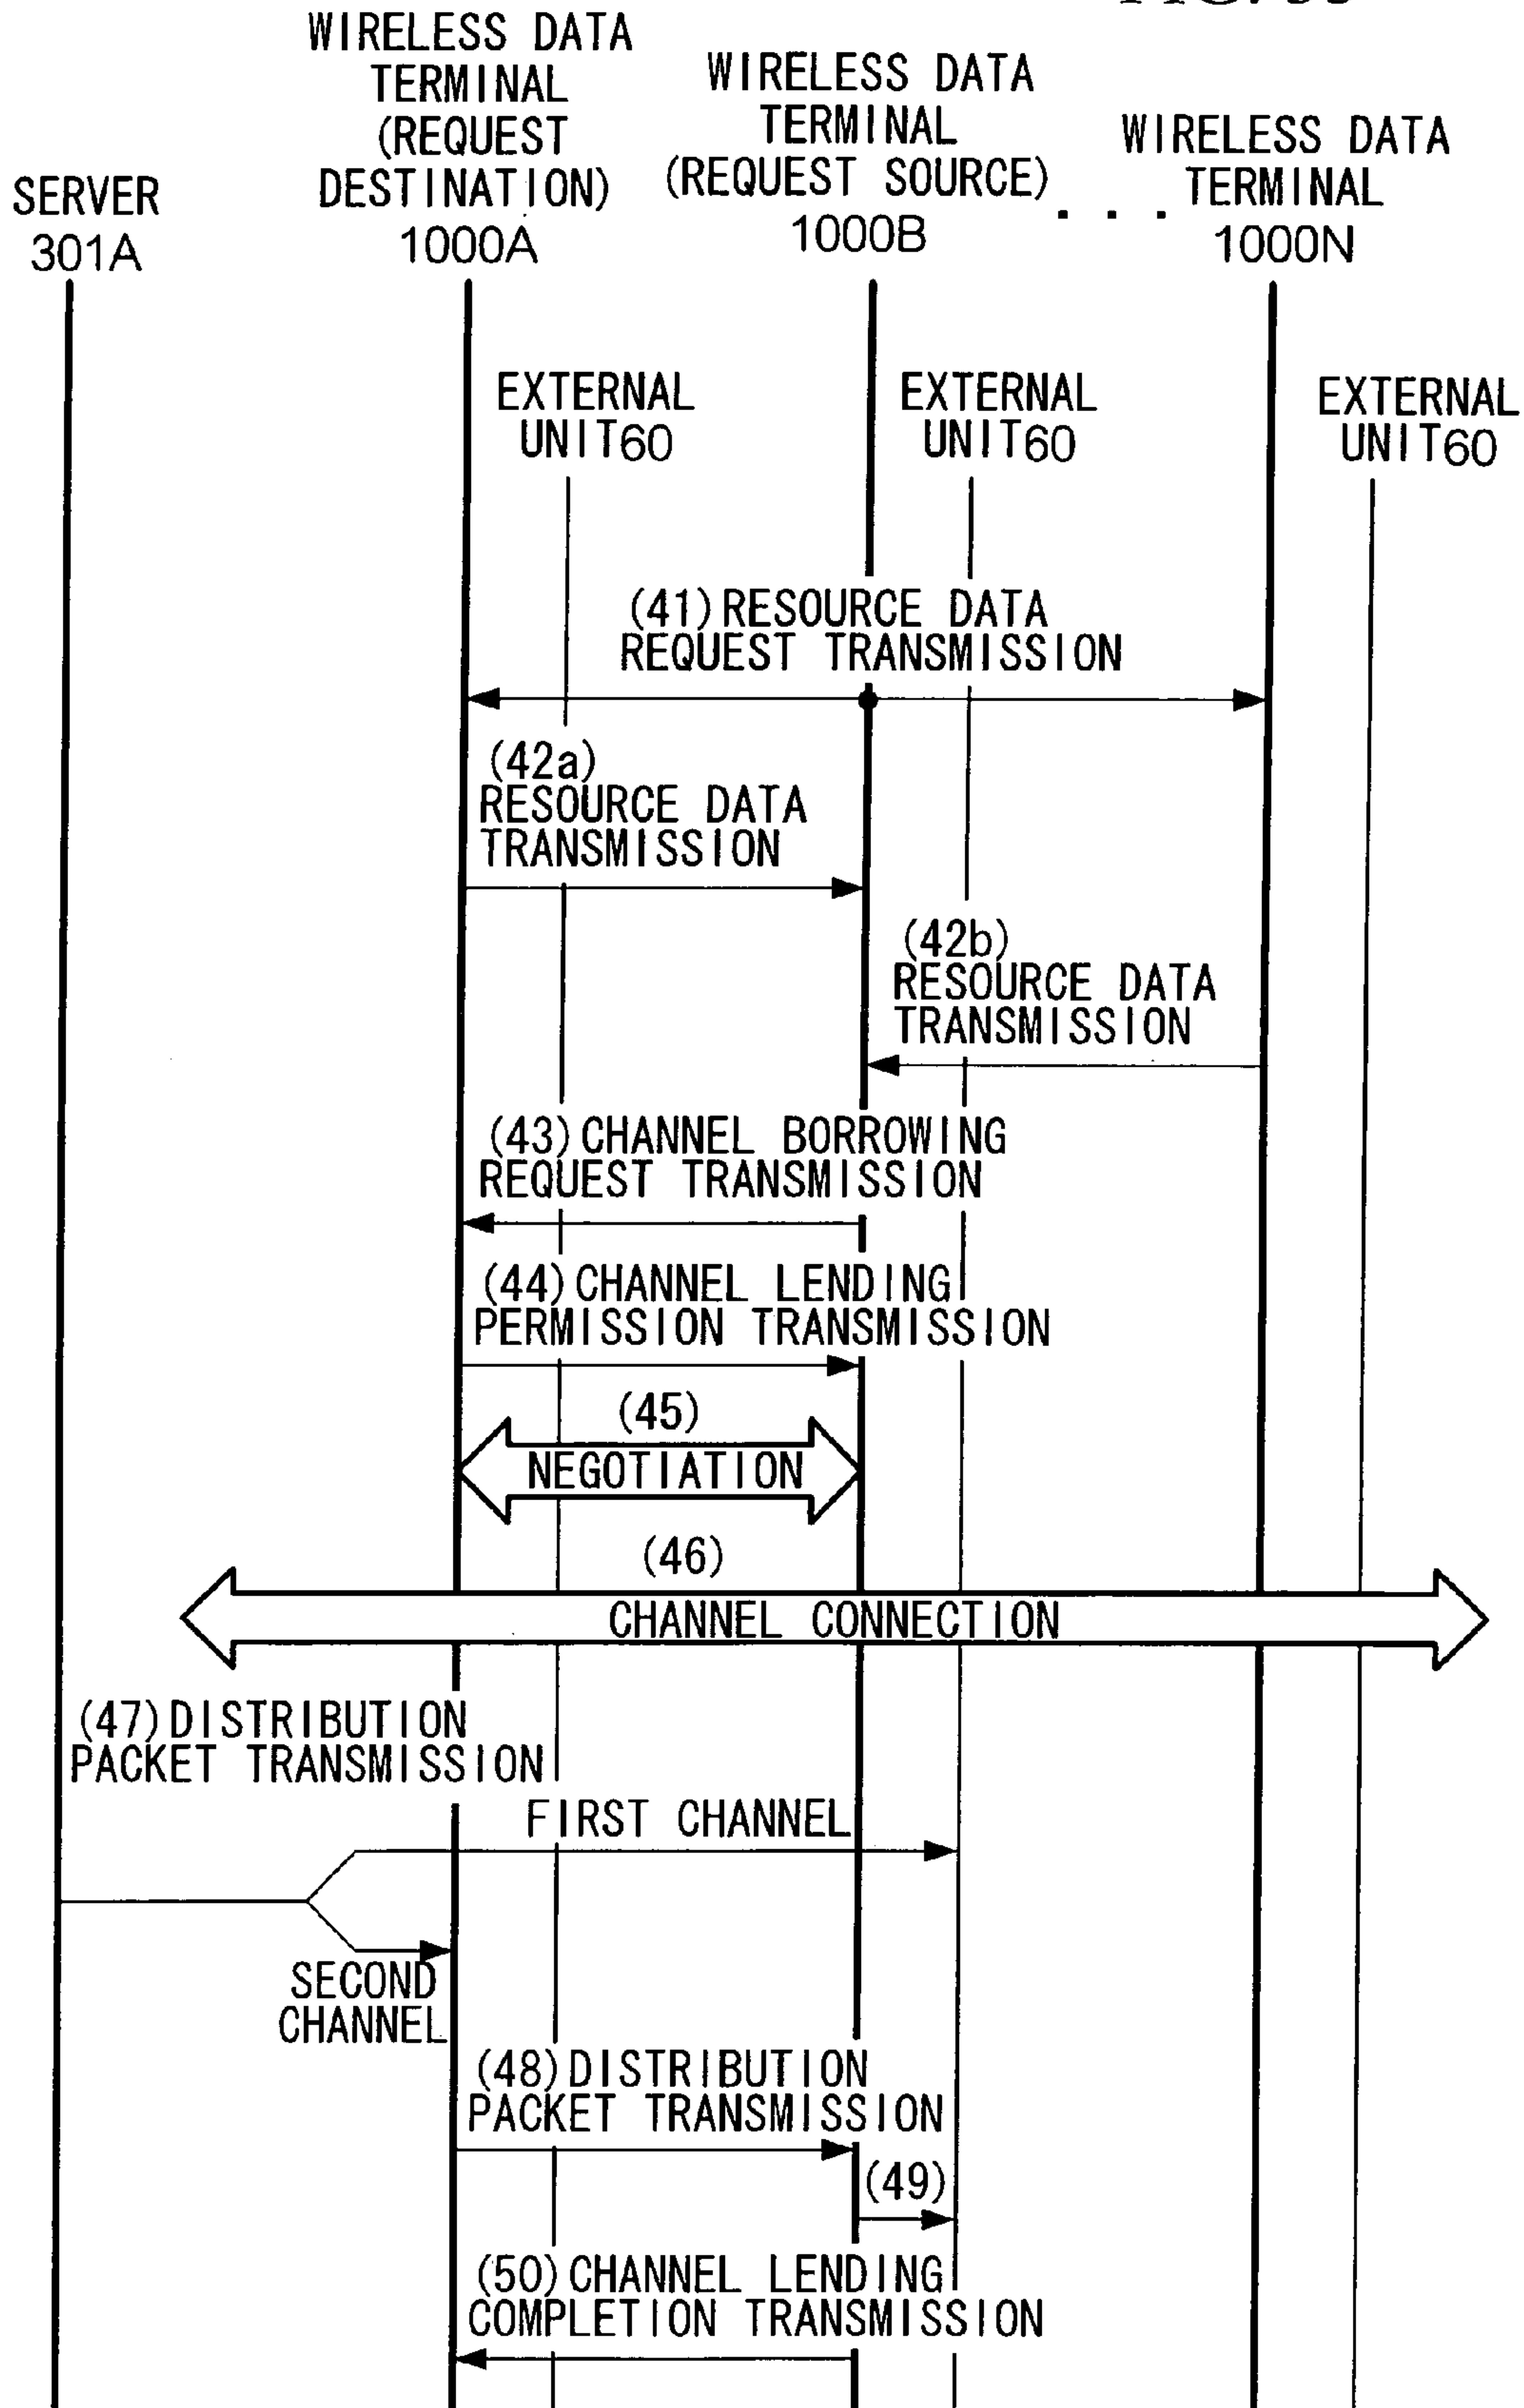 WIRELESS DATA
TERMINAL
(REQUEST
DESTINATION)
1000A
WIRELESS DATA
TERMINAL
(REQUEST SOURCE)
1000B
. . .
WIRELESS DATA
TERMINAL
1000N
SERVER
301A
EXTERNAL
UNIT60
EXTERNAL
UNIT60
EXTERNAL
UNIT60
(41)RESOURCE DATA
REQUEST TRANSMISSION
(42a)
RESOURCE DATA
TRANSMISSION
(42b)
RESOURCE DATA
TRANSMISSION
(43)CHANNEL BORROWING
REQUEST TRANSMISSION
(44)CHANNEL LENDING
PERMISSION TRANSMISSION
(45)
NEGOTIATION
(46)
CHANNEL CONNECTION
(47)DISTRIBUTION
PACKET TRANSMISSION
FIRST CHANNEL
SECOND
CHANNEL
(48)DISTRIBUTION
PACKET TRANSMISSION
(49)
(50)CHANNEL LENDING
COMPLETION TRANSMISSION